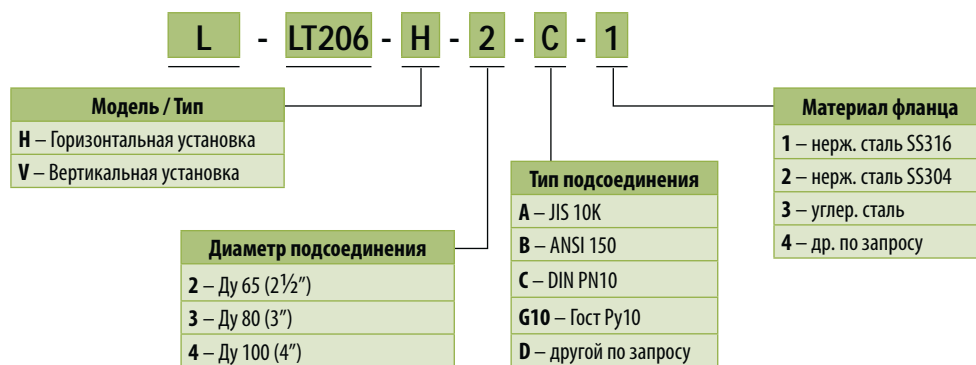 L - LT206 - H - 2 - C - 1
Модель / Тип
H – Горизонтальная установка
V – Вертикальная установка
Диаметр подсоединения
2 – Ду 65 (2½")
3 – Ду 80 (3")
4 – Ду 100 (4")
Тип подсоединения
A – JIS 10K
B – ANSI 150
C – DIN PN10
G10 – Гост Ру10
D – другой по запросу
Материал фланца
1 – нерж. сталь SS316
2 – нерж. сталь SS304
3 – углер. сталь
4 – др. по запросу